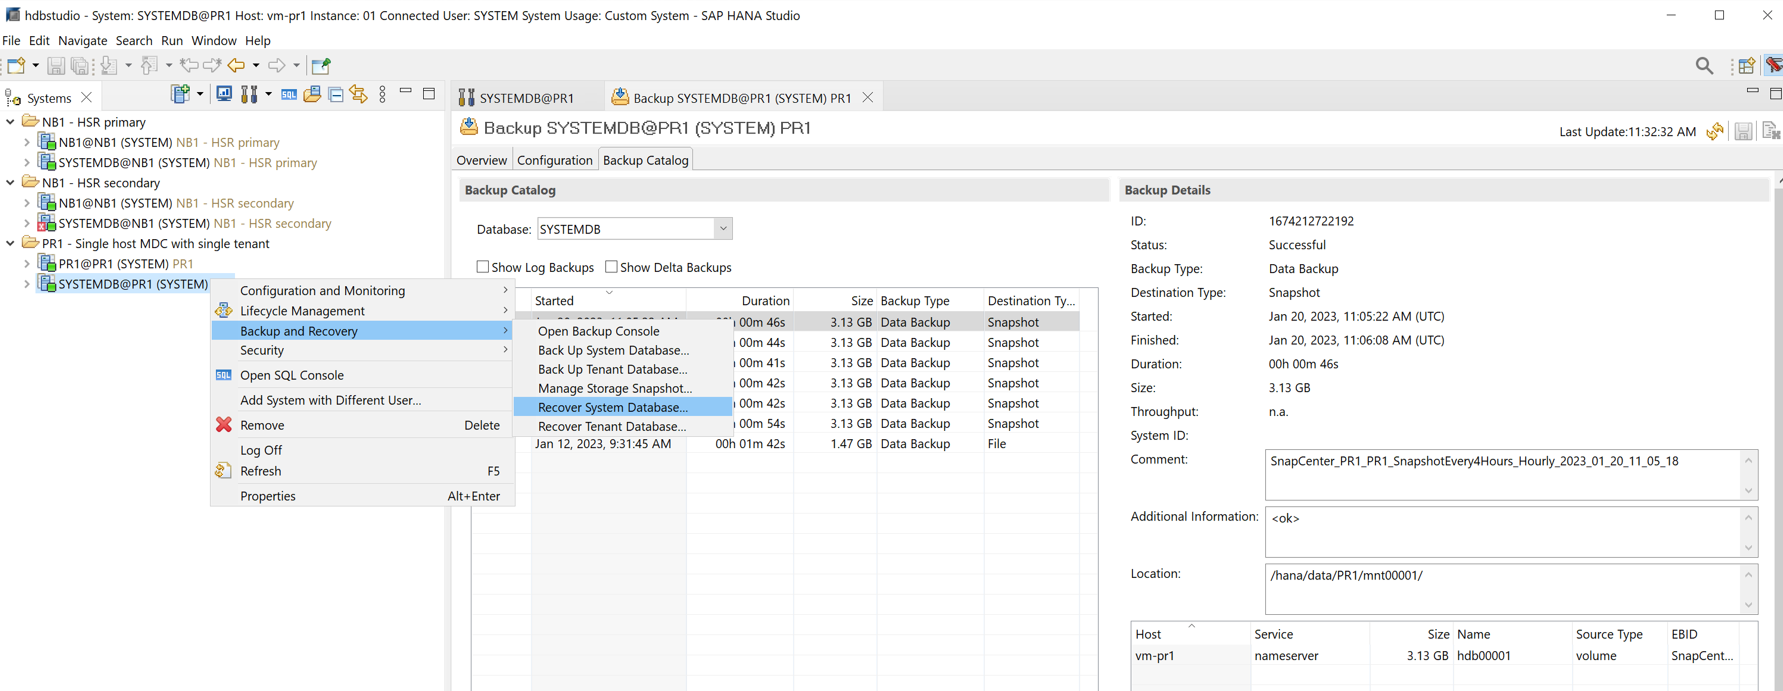 hdbstudio - System: SYSTEMDB@PR1 Host: vm-pr1 Instance: 01 Connected User: SYSTEM System Usage: Custom System - SAP HANA Studio
File Edit Navigate Search Run Window Help
Systems
SQL
NB1 - HSR primary
NB1@NB1 (SYSTEM) NB1 - HSR primary
SYSTEMDB@NB1 (SYSTEM) NB1 - HSR primary
NB1 - HSR secondary
NB1@NB1 (SYSTEM) NB1 - HSR secondary
SYSTEMDB@NB1 (SYSTEM) NB1 - HSR secondary
PR1 - Single host MDC with single tenant
PR1@PR1 (SYSTEM) PR1
SYSTEMDB@PR1 (SYSTEM)
Configuration and Monitoring
Lifecycle Management
Backup and Recovery
Security
SQL Open SQL Console
Add System with Different User...
Remove Delete
Log Off
Refresh F5
Properties Alt+Enter
Open Backup Console
Back Up System Database...
Back Up Tenant Database...
Manage Storage Snapshot...
Recover System Database...
Recover Tenant Database...
SYSTEMDB@PR1
Backup SYSTEMDB@PR1 (SYSTEM) PR1
Backup SYSTEMDB@PR1 (SYSTEM) PR1
Last Update:11:32:32 AM
Overview Configuration Backup Catalog
Backup Catalog
Database: SYSTEMDB
Show Log Backups Show Delta Backups
Started Duration Size Backup Type Destination Ty...
00m 46s 3.13 GB Data Backup Snapshot
00m 44s 3.13 GB Data Backup Snapshot
00m 41s 3.13 GB Data Backup Snapshot
00m 42s 3.13 GB Data Backup Snapshot
00m 42s 3.13 GB Data Backup Snapshot
00m 54s 3.13 GB Data Backup Snapshot
Jan 12, 2023, 9:31:45 AM 00h 01m 42s 1.47 GB Data Backup File
Backup Details
ID: 1674212722192
Status: Successful
Backup Type: Data Backup
Destination Type: Snapshot
Started: Jan 20, 2023, 11:05:22 AM (UTC)
Finished: Jan 20, 2023, 11:06:08 AM (UTC)
Duration: 00h 00m 46s
Size: 3.13 GB
Throughput: n.a.
System ID:
Comment: SnapCenter_PR1_PR1_SnapshotEvery4Hours_Hourly_2023_01_20_11_05_18
Additional Information: <ok>
Location: /hana/data/PR1/mnt00001/
Host Service Size Name Source Type EBID
vm-pr1 nameserver 3.13 GB hdb00001 volume SnapCent...